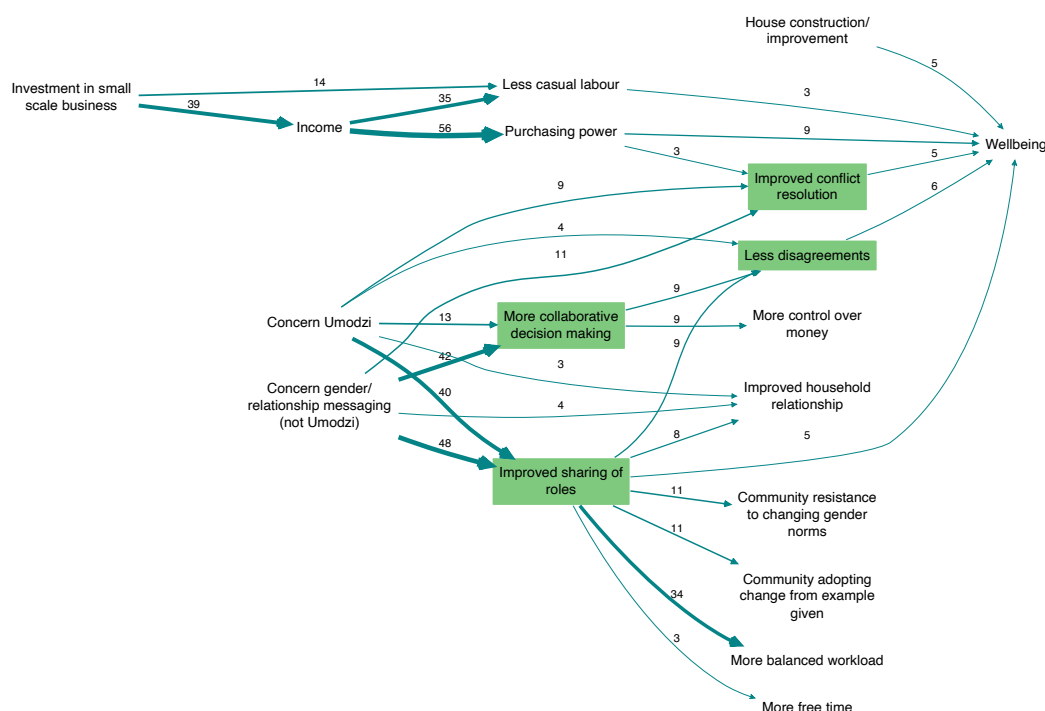 House construction/
improvement
5
Investment in small
scale business
14
39
Less casual labour
3
35
Income
56
Purchasing power
9
Wellbeing
3
5
Improved conflict
resolution
9
6
4
11
Less disagreements
9
Concern Umodzi
13
More collaborative
decision making
9
More control over
money
42
9
3
Concern gender/
relationship messaging
(not Umodzi)
40
4
Improved household
relationship
48
8
5
Improved sharing of
roles
11
Community resistance
to changing gender
norms
11
Community adopting
change from example
given
34
3
More balanced workload
More free time